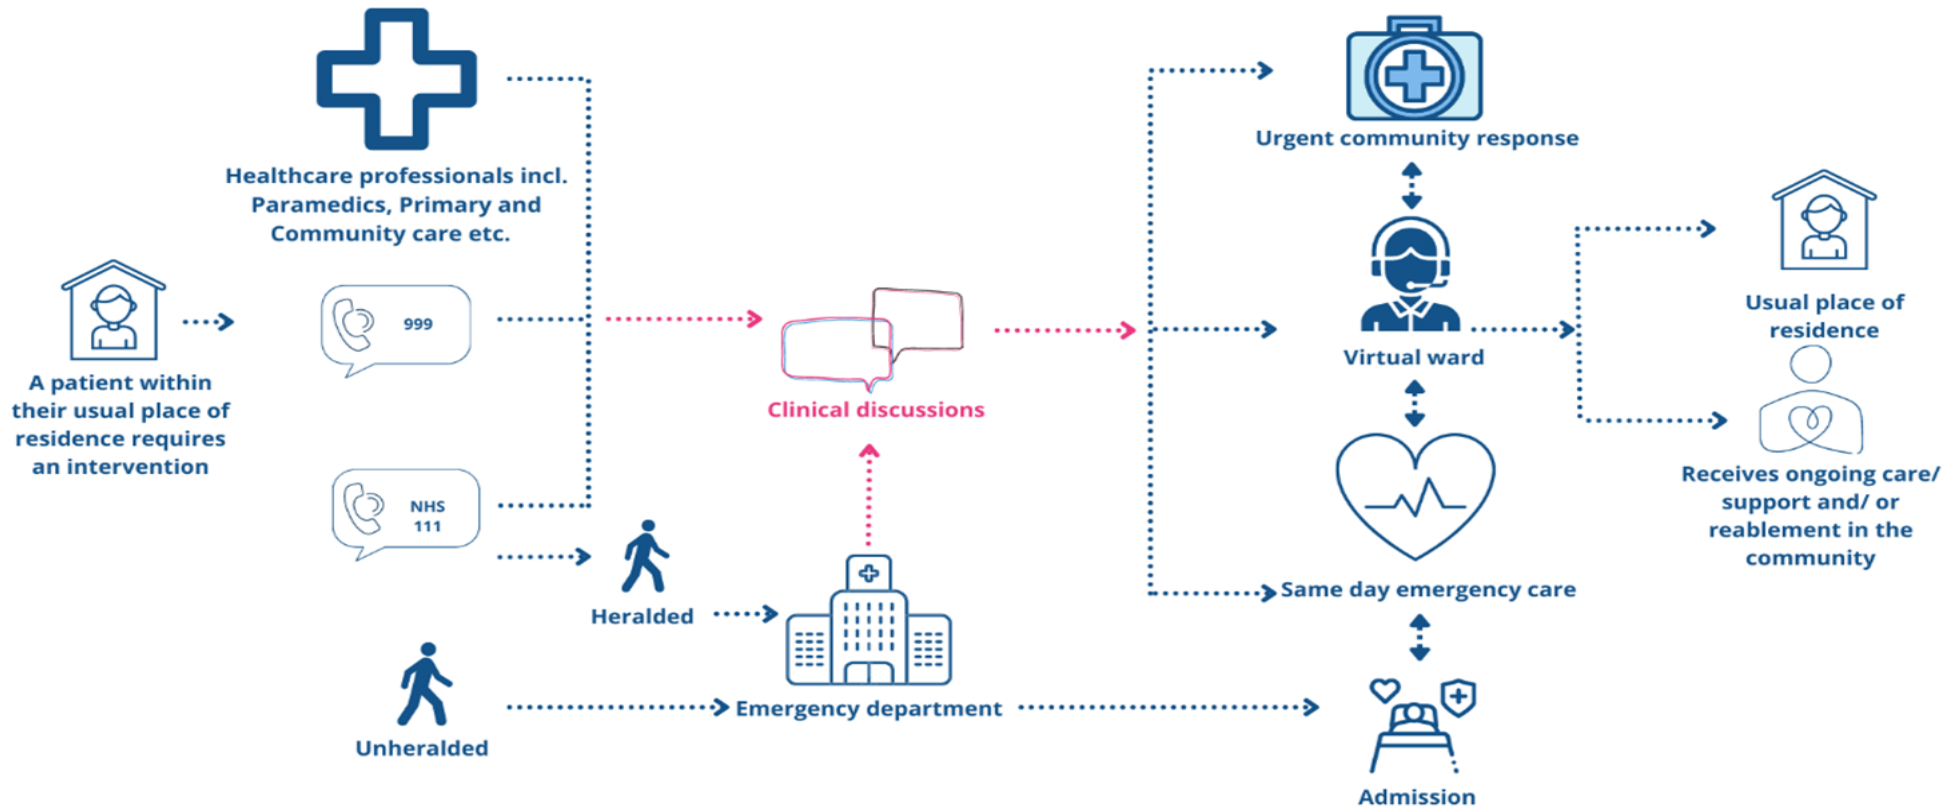 Healthcare professionals incl.
Paramedics, Primary and
Community care etc.
A patient within
their usual place of
residence requires
an intervention
999
NHS
111
Heralded
Unheralded
Clinical discussions
Emergency department
Urgent community response
Virtual ward
Same day emergency care
Admission
Usual place of
residence
Receives ongoing care/
support and/ or
reablement in the
community